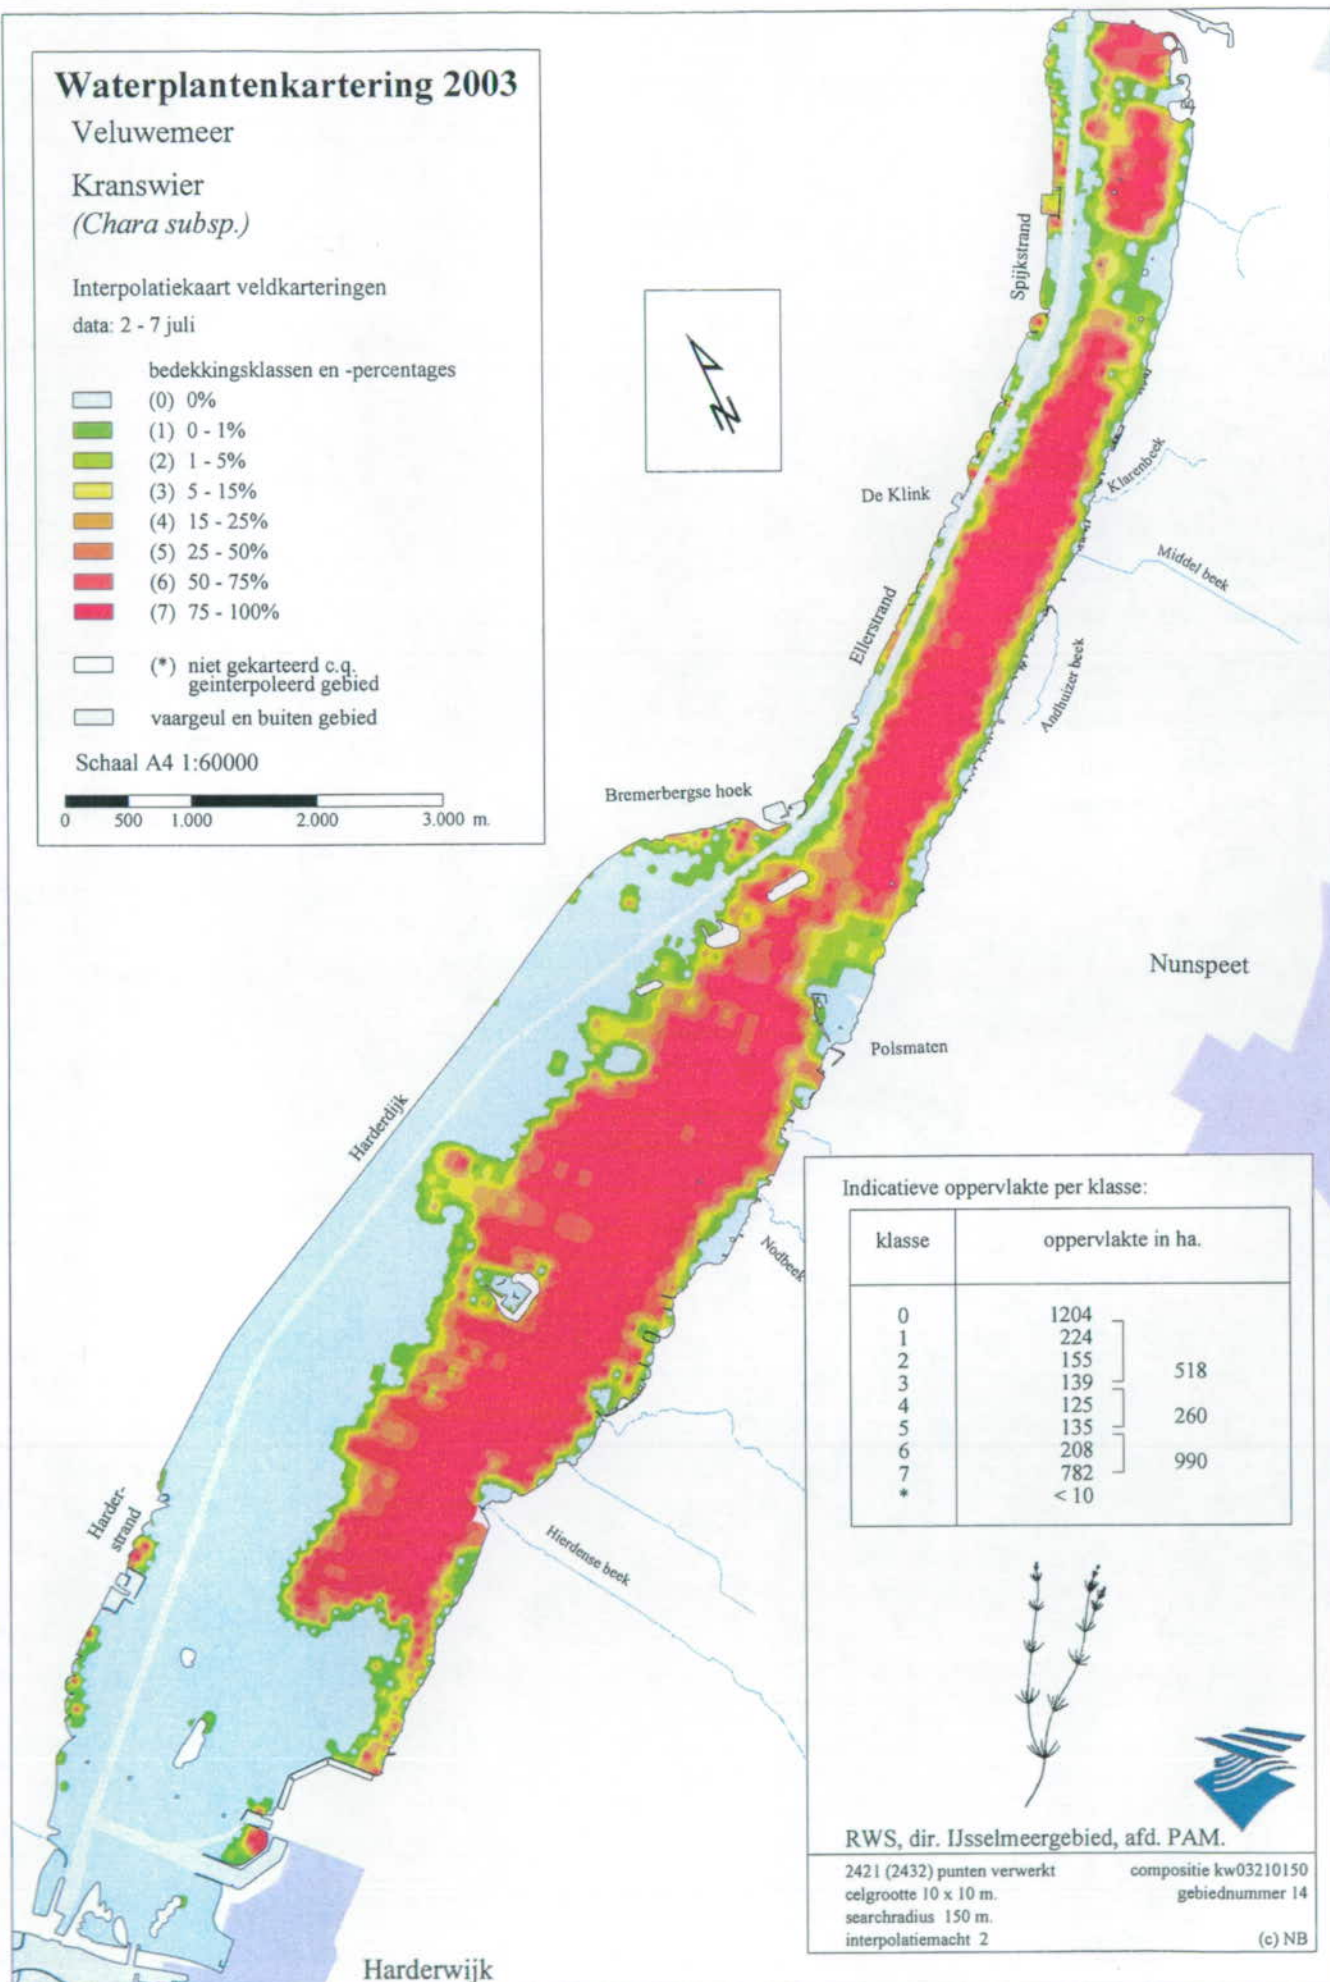 Waterplantenkartering 2003
Veluwemeer
Kranswier
(Chara subsp.)
Interpolatiekaart veldkarteringen
data: 2 - 7 juli
bedekkingsklassen en -percentages
(0) 0%
(1) 0 - 1%
(2) 1 - 5%
(3) 5 - 15%
(4) 15 - 25%
(5) 25 - 50%
(6) 50 - 75%
(7) 75 - 100%
(*) niet gekarteerd c.q.
geinterpoleerd gebied
vaargeul en buiten gebied
Schaal A4 1:60000
0 500 1.000 2.000 3.000 m.
N
Spijkstrand
De Klink
Klarenbeek
Middel beek
Ellerstrand
Andhuizer beek
Bremerbergse hoek
Nunspeet
Polsmaten
Harderdijk
Nodbeek
Harder-
strand
Hierdense beek
Harderwijk
Indicatieve oppervlakte per klasse:
klasse oppervlakte in ha.
0 1204
1 224
2 155 518
3 139
4 125 260
5 135
6 208 990
7 782
* < 10
RWS, dir. IJsselmeergebied, afd. PAM.
2421 (2432) punten verwerkt compositie kw03210150
celgrootte 10 x 10 m. gebiednummer 14
searchradius 150 m.
interpolatiemacht 2 (c) NB